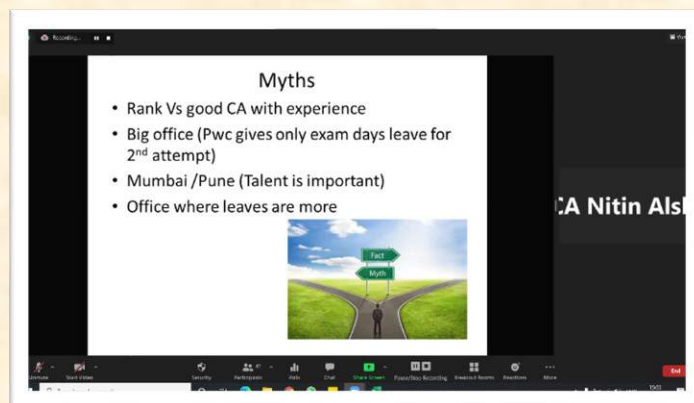 Recording...
Myths
• Rank Vs good CA with experience
• Big office (Pwc gives only exam days leave for
2nd attempt)
• Mumbai /Pune (Talent is important)
• Office where leaves are more
Fact
Myth
CA Nitin Alsh
Unmute
Start Video
Security
Participants
Polls
Chat
Share Screen
Pause/Stop Recording
Breakout Rooms
Reactions
More
End